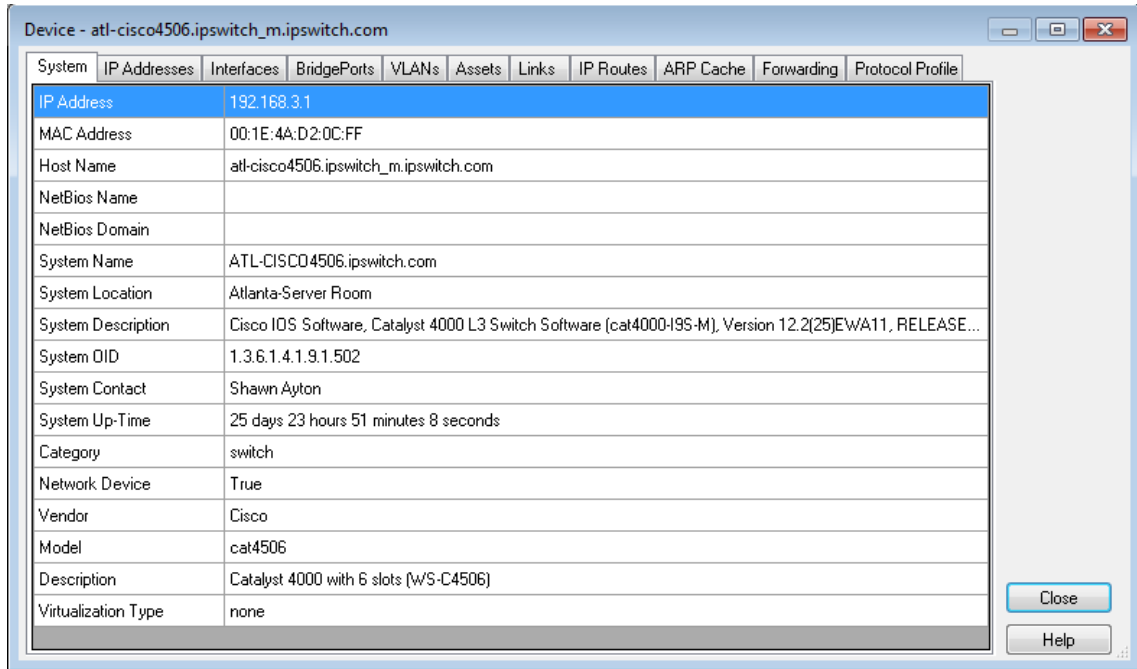 Device - atl-cisco4506.ipswitch_m.ipswitch.com
System IP Addresses Interfaces BridgePorts VLANs Assets Links IP Routes ARP Cache Forwarding Protocol Profile
IP Address 192.168.3.1
MAC Address 00:1E:4A:D2:0C:FF
Host Name atl-cisco4506.ipswitch_m.ipswitch.com
NetBios Name
NetBios Domain
System Name ATL-CISCO4506.ipswitch.com
System Location Atlanta-Server Room
System Description Cisco IOS Software, Catalyst 4000 L3 Switch Software (cat4000-I9S-M), Version 12.2(25)EWA11, RELEASE...
System OID 1.3.6.1.4.1.9.1.502
System Contact Shawn Ayton
System Up-Time 25 days 23 hours 51 minutes 8 seconds
Category switch
Network Device True
Vendor Cisco
Model cat4506
Description Catalyst 4000 with 6 slots (WS-C4506)
Virtualization Type none
Close
Help